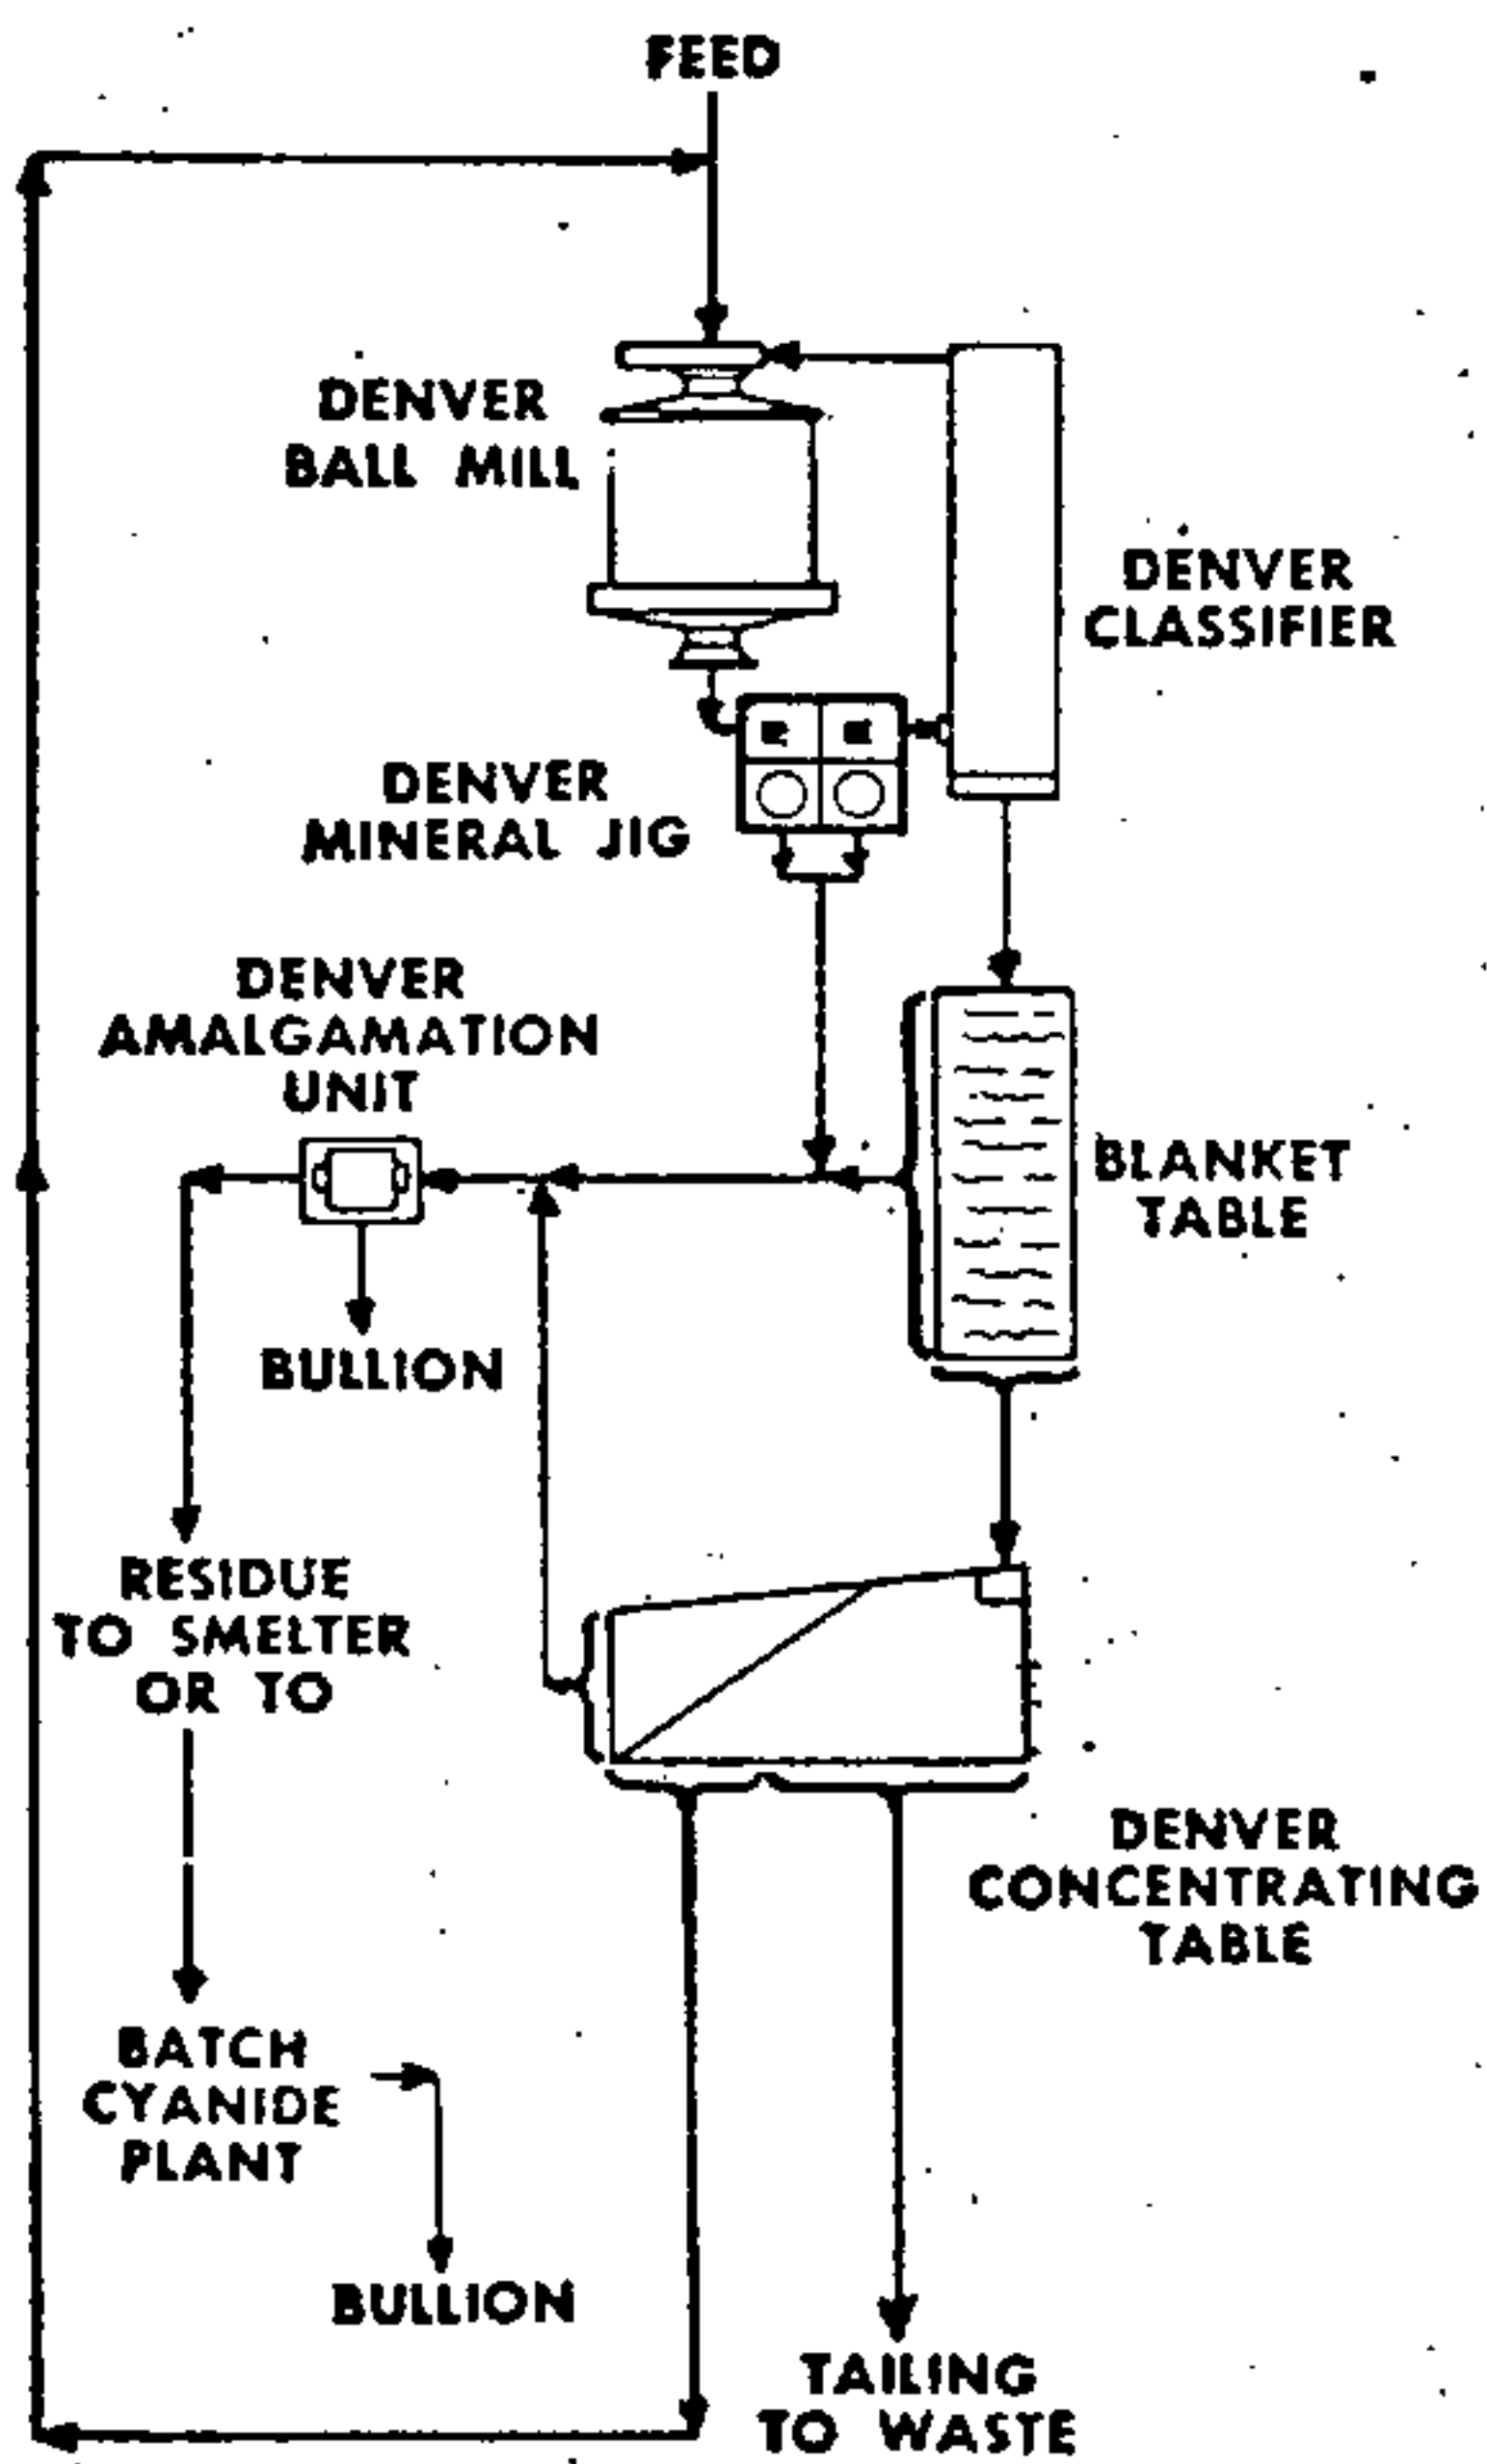 FEED
DENVER
BALL MILL
DENVER
CLASSIFIER
DENVER
MINERAL JIG
DENVER
AMALGAMATION
UNIT
BLANKET
TABLE
BULLION
RESIDUE
TO SMELTER
OR TO
DENVER
CONCENTRATING
TABLE
BATCH
CYANIDE
PLANT
BULLION
TAILING
TO WASTE